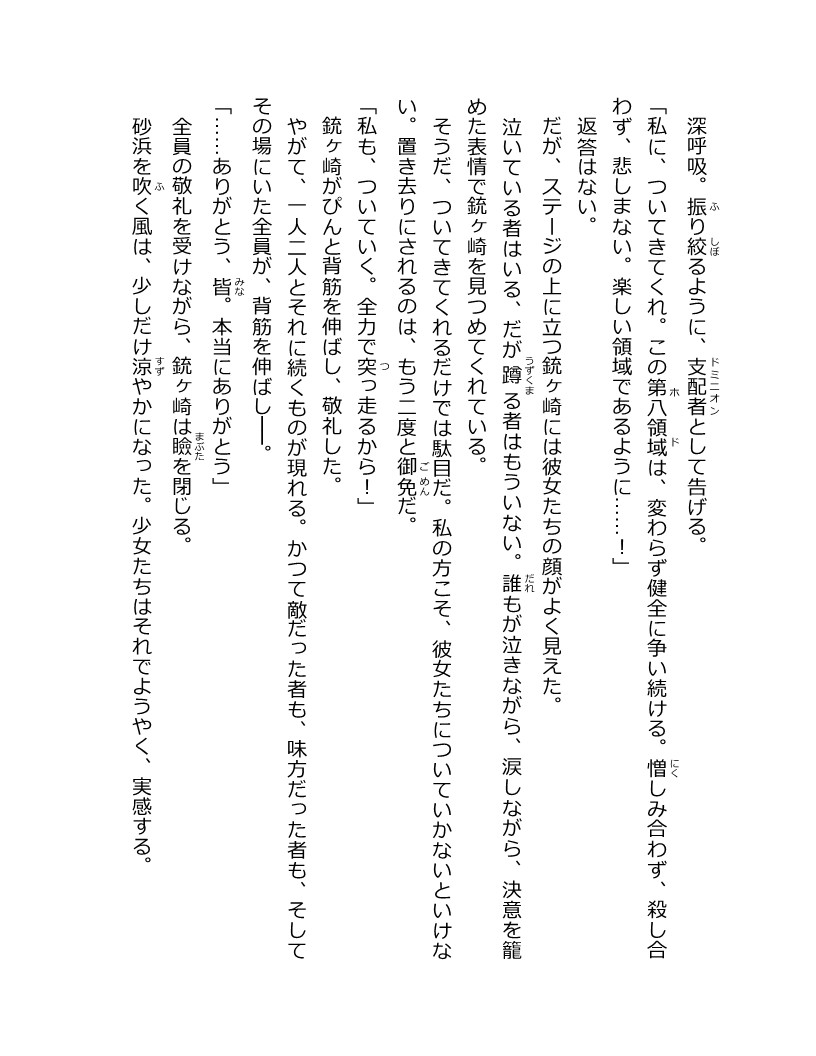 深呼吸。振り絞るように、支配者として告げる。
「私に、ついてきてくれ。この第八領域は、変わらず健全に争い続ける。憎しみ合わず、殺し合
わず、悲しまない。楽しい領域であるように……！」
返答はない。
だが、ステージの上に立つ銃ヶ崎には彼女たちの顔がよく見えた。
泣いている者はいる、だが蹲る者はもういない。誰もが泣きながら、涙しながら、決意を籠
めた表情で銃ヶ崎を見つめてくれている。
そうだ、ついてきてくれるだけでは駄目だ。私の方こそ、彼女たちについていかないといけな
い。置き去りにされるのは、もう二度と御免だ。
「私も、ついていく。全力で突っ走るから！」
銃ヶ崎がぴんと背筋を伸ばし、敬礼した。
やがて、一人二人とそれに続くものが現れる。かつて敵だった者も、味方だった者も、そして
その場にいた全員が、背筋を伸ばし――。
「……ありがとう、皆。本当にありがとう」
全員の敬礼を受けながら、銃ヶ崎は瞼を閉じる。
砂浜を吹く風は、少しだけ涼やかになった。少女たちはそれでようやく、実感する。